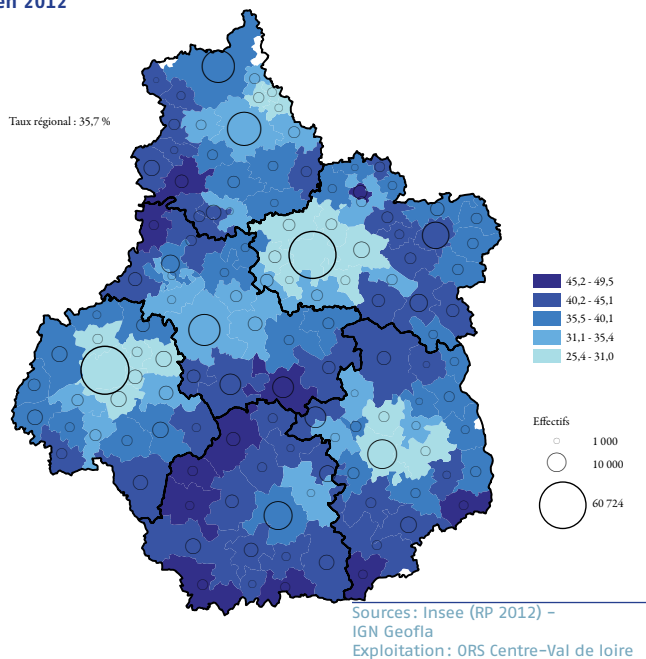 en 2012
Taux régional : 35,7 %
45,2 - 49,5
40,2 - 45,1
35,5 - 40,1
31,1 - 35,4
25,4 - 31,0
Effectifs
1 000
10 000
60 724
Sources : Insee (RP 2012) –
IGN Geofla
Exploitation : ORS Centre-Val de loire